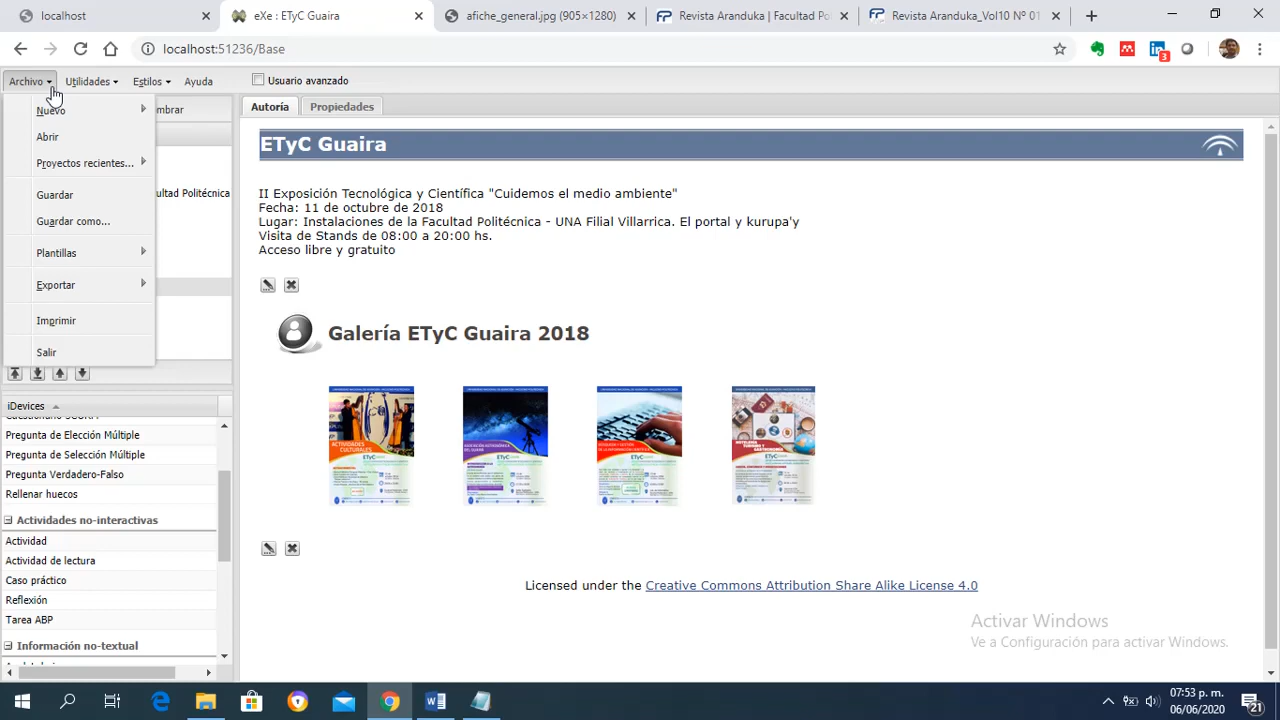 localhost
eXe : ETyC Guaira
afiche_general.jpg (905×1280)
Revista Aranduka | Facultad Pol
Revista Aranduka_Vol10 Nº 01
localhost:51236/Base
3
Archivo
Utilidades
Estilos
Ayuda
Usuario avanzado
Nuevo
mbrar
Autoría
Propiedades
Abrir
ETyC Guaira
Proyectos recientes...
Guardar
ultad Politécnica
II Exposición Tecnológica y Científica "Cuidemos el medio ambiente"
Fecha: 11 de octubre de 2018
Guardar como...
Lugar: Instalaciones de la Facultad Politécnica - UNA Filial Villarrica. El portal y kurupa'y
Visita de Stands de 08:00 a 20:00 hs.
Plantillas
Acceso libre y gratuito
Exportar
Imprimir
Galería ETyC Guaira 2018
Salir
iDevices
Pregunta de Elección Múltiple
Pregunta de Selección Múltiple
Pregunta Verdadero-Falso
Rellenar huecos
Actividades no-interactivas
Actividad
Actividad de lectura
Caso práctico
Reflexión
Tarea ABP
Información no-textual
ACTIVIDADES
CULTURALES
Licensed under the Creative Commons Attribution Share Alike License 4.0
Activar Windows
Ve a Configuración para activar Windows.
07:53 p. m.
06/06/2020
21